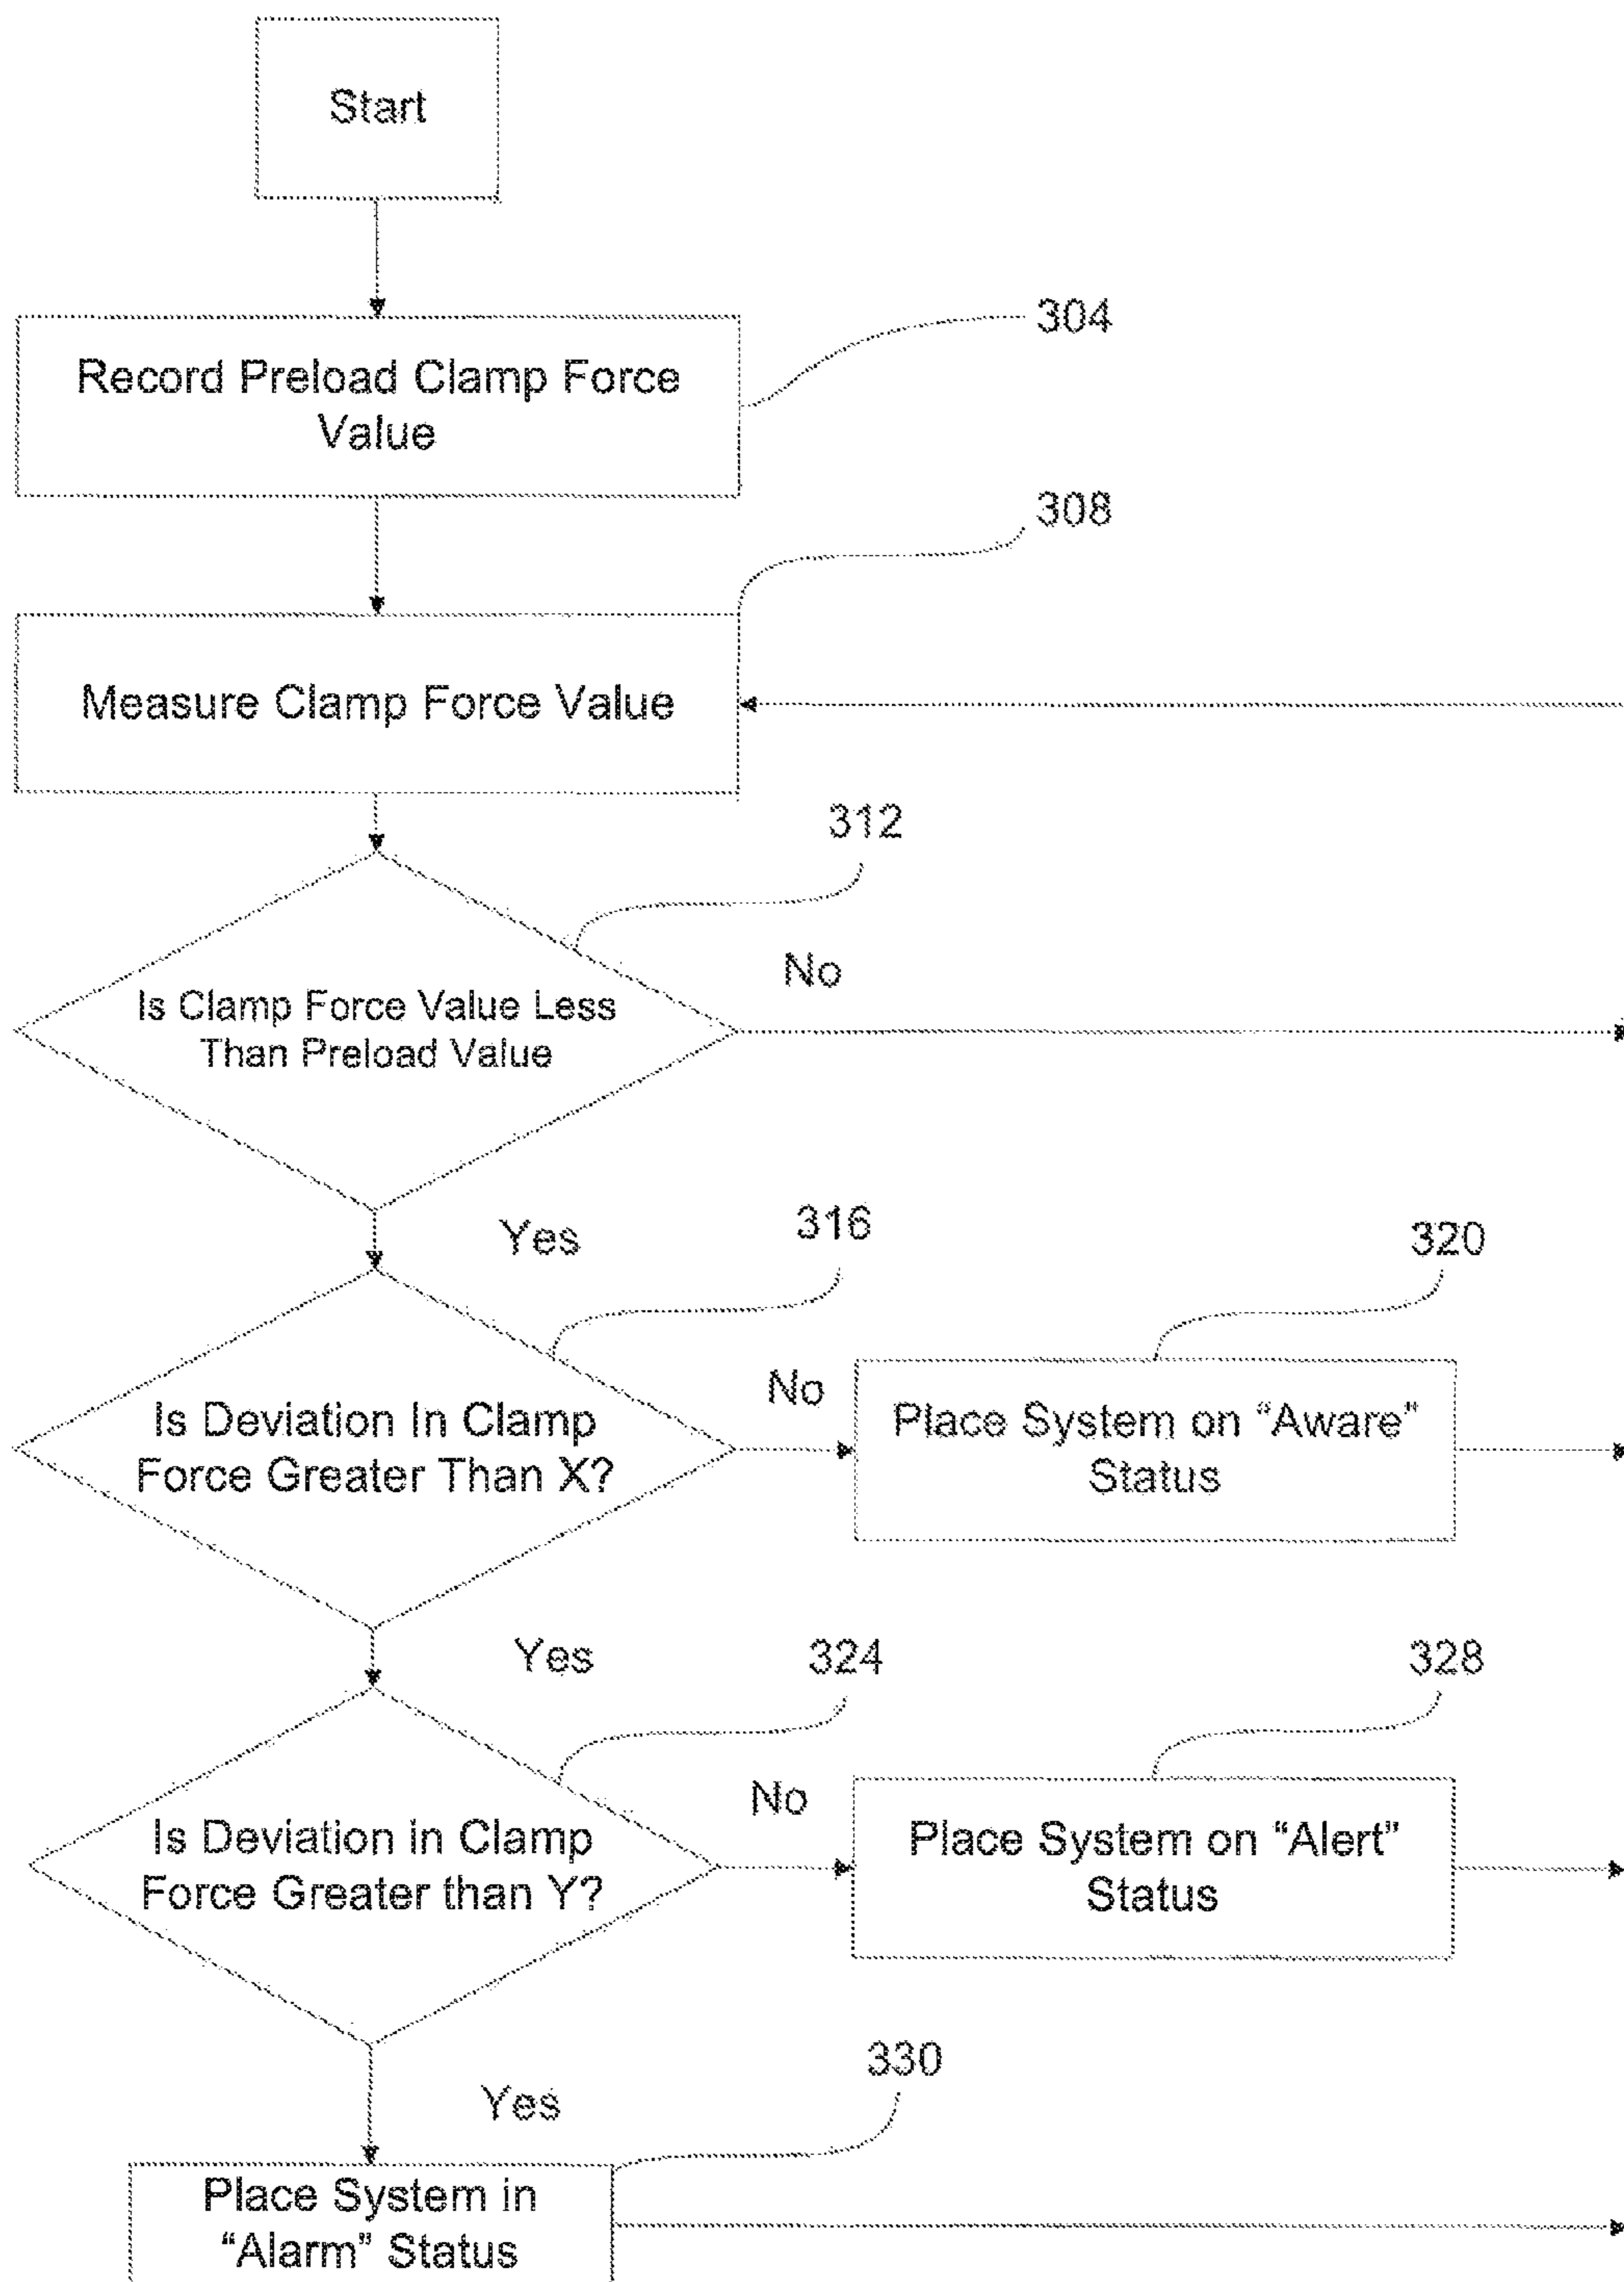 Start
304
Record Preload Clamp Force
Value
308
Measure Clamp Force Value
312
No
Is Clamp Force Value Less
Than Preload Value
Yes
316
320
No
Is Deviation In Clamp
Force Greater Than X?
Place System on “Aware”
Status
Yes
324
328
No
Is Deviation in Clamp
Force Greater than Y?
Place System on “Alert”
Status
Yes
330
Place System in
“Alarm” Status